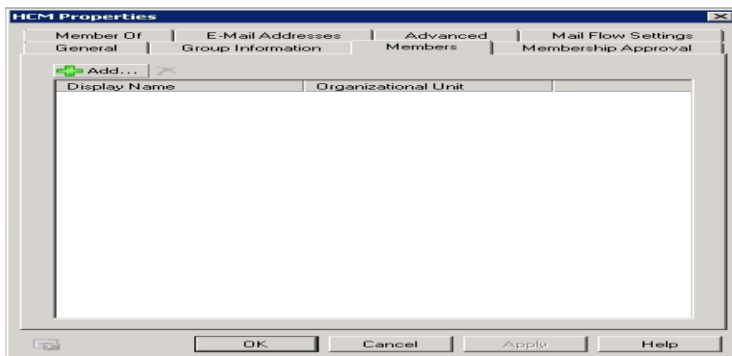 HCM Properties
Member Of E-Mail Addresses Advanced Mail Flow Settings
General Group Information Members Membership Approval
Add...
Display Name Organizational Unit
OK Cancel Apply Help